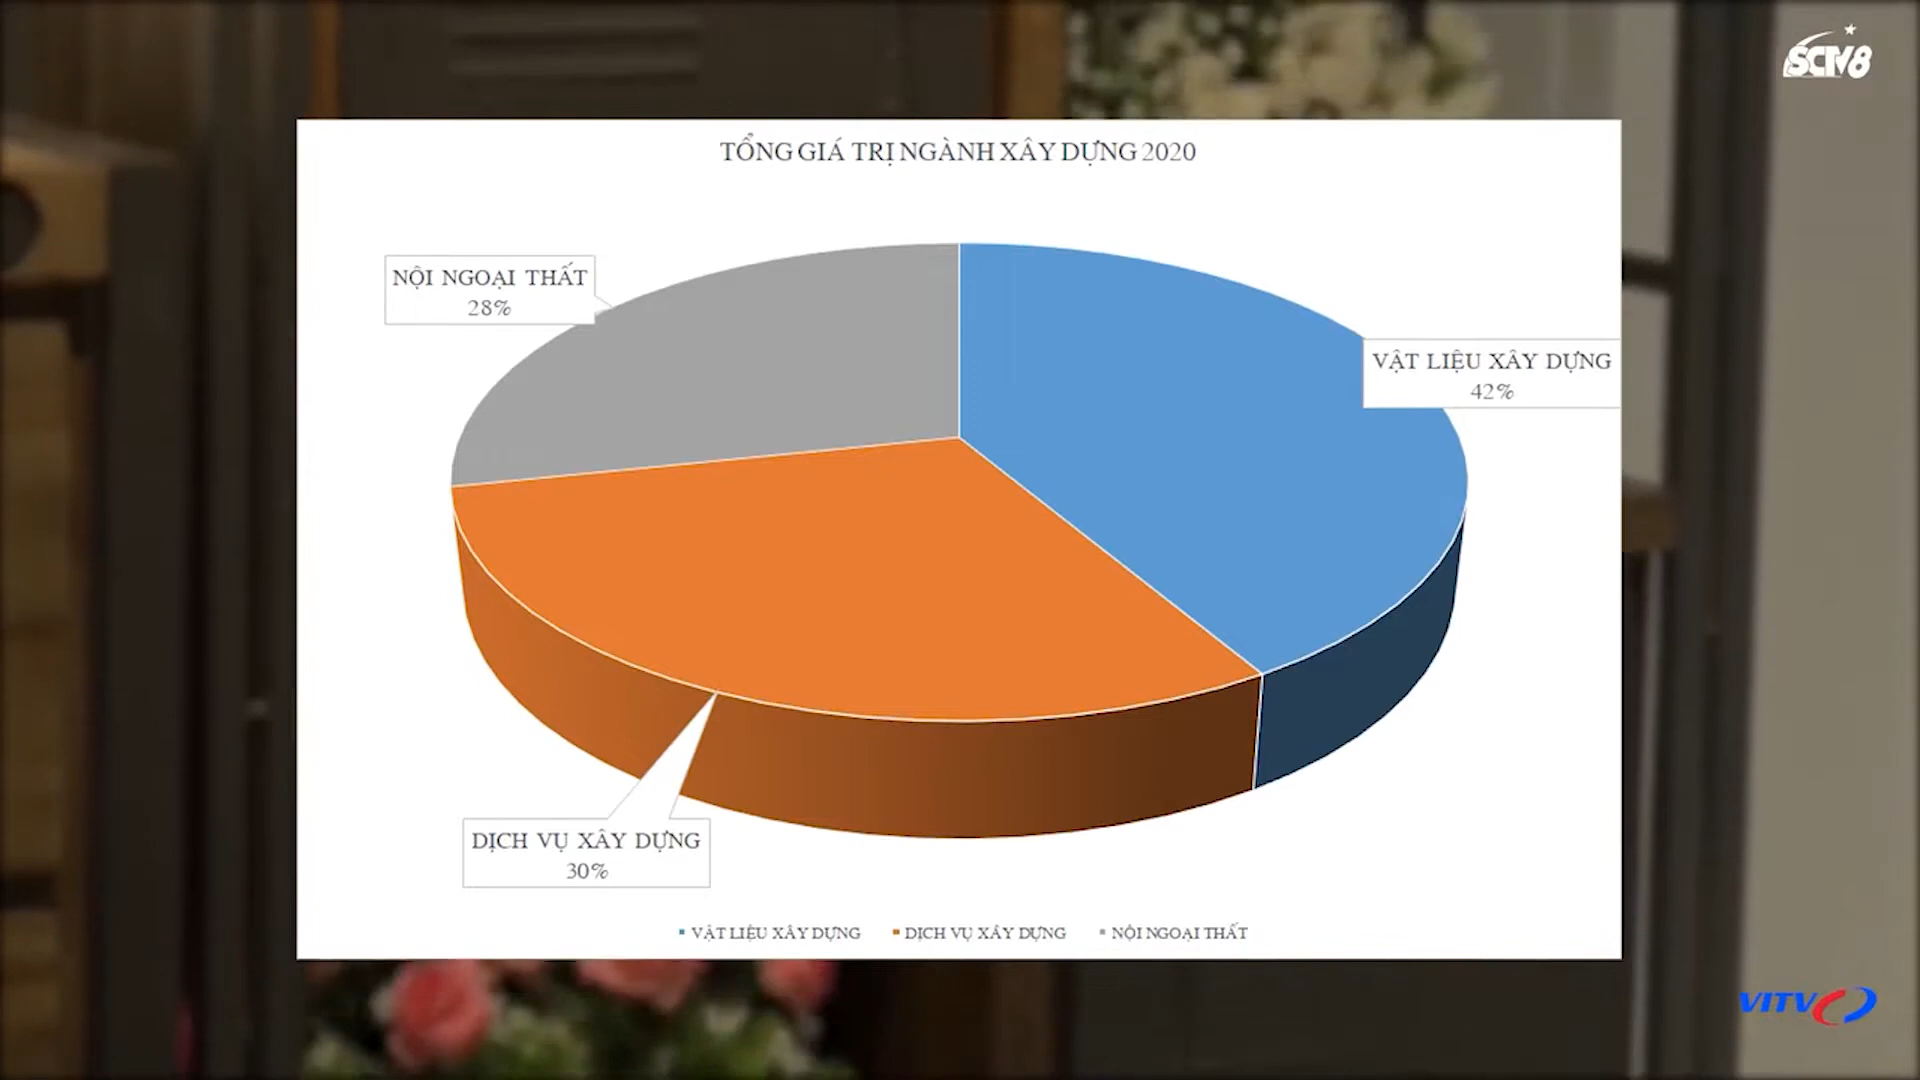 SCTV8
TỔNG GIÁ TRỊ NGÀNH XÂY DỰNG 2020
NỘI NGOẠI THẤT
28%
VẬT LIỆU XÂY DỰNG
42%
DỊCH VỤ XÂY DỰNG
30%
VẬT LIỆU XÂY DỰNG DỊCH VỤ XÂY DỰNG NỘI NGOẠI THẤT
VITV